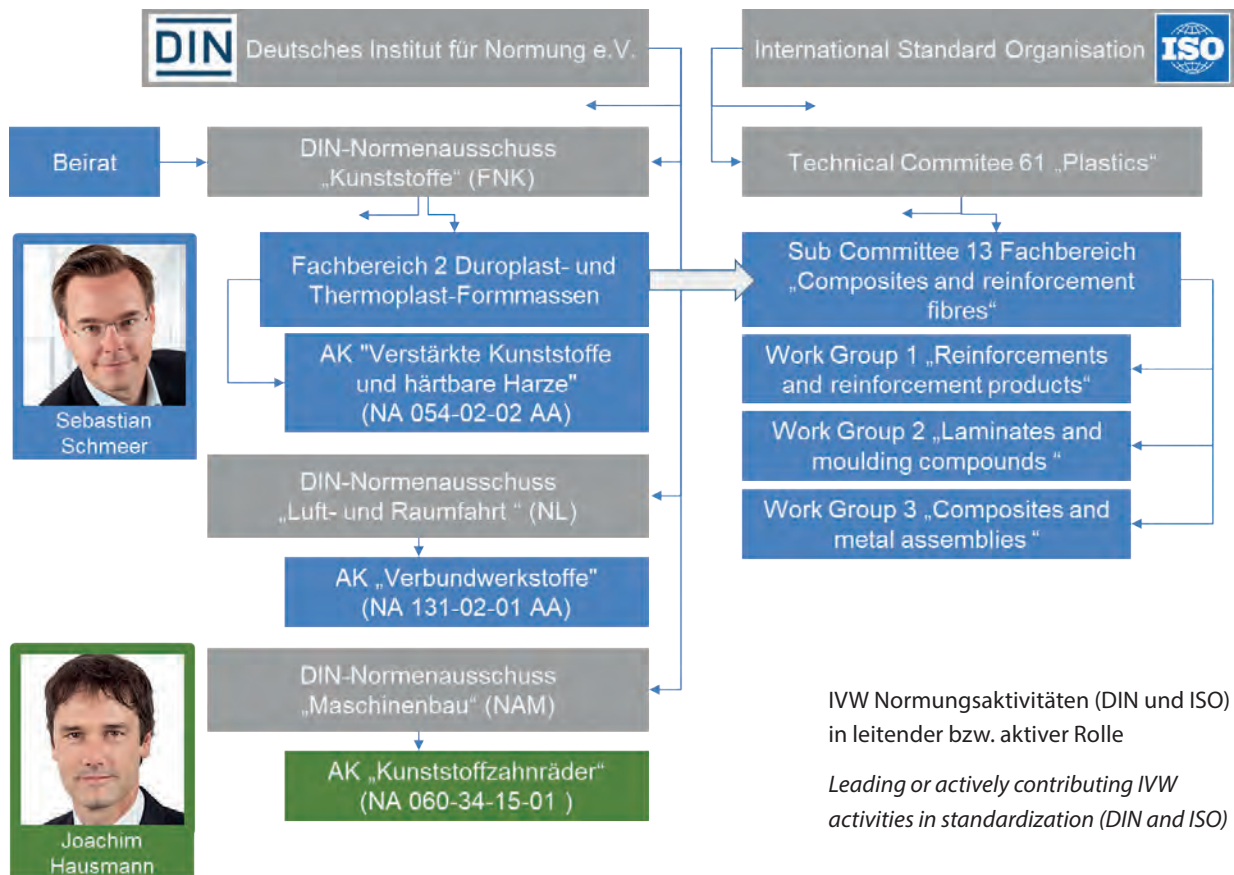 DIN
Deutsches Institut für Normung e.V.
International Standard Organisation
ISO
Beirat
DIN-Normenausschuss
„Kunststoffe“ (FNK)
Technical Commitee 61 „Plastics“
Fachbereich 2 Duroplast- und
Thermoplast-Formmassen
Sub Committee 13 Fachbereich
„Composites and reinforcement
fibres“
AK "Verstärkte Kunststoffe
und härtbare Harze"
(NA 054-02-02 AA)
Work Group 1 „Reinforcements
and reinforcement products“
Sebastian
Schmeer
Work Group 2 „Laminates and
moulding compounds “
DIN-Normenausschuss
„Luft- und Raumfahrt “ (NL)
Work Group 3 „Composites and
metal assemblies “
AK „Verbundwerkstoffe"
(NA 131-02-01 AA)
DIN-Normenausschuss
„Maschinenbau“ (NAM)
AK „Kunststoffzahnräder“
(NA 060-34-15-01 )
Joachim
Hausmann
IVW Normungsaktivitäten (DIN und ISO)
in leitender bzw. aktiver Rolle
Leading or actively contributing IVW
activities in standardization (DIN and ISO)